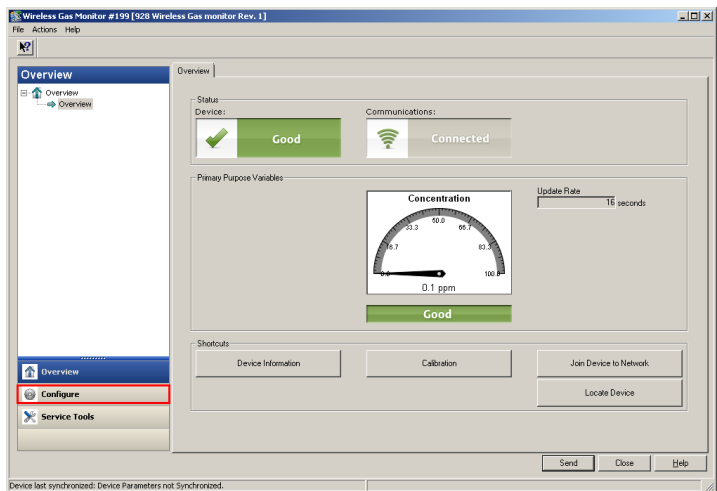 Wireless Gas Monitor #199 [928 Wireless Gas monitor Rev. 1]
File Actions Help
Overview
Overview
Overview
Overview
Configure
Service Tools
Overview
Status
Device: Communications:
Good Connected
Primary Purpose Variables
Concentration
0.0 16.7 33.3 50.0 66.7 83.3 100.0
0.1 ppm
Good
Update Rate
16 seconds
Shortcuts
Device Information Calibration Join Device to Network
Locate Device
Send Close Help
Device last synchronized: Device Parameters not Synchronized.